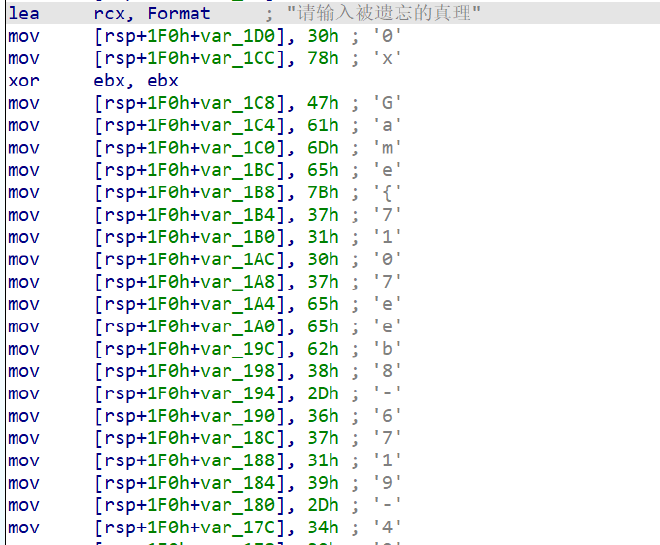 lea rcx, Format ; "请输入被遗忘的真理"
mov [rsp+1F0h+var_1D0], 30h ; '0'
mov [rsp+1F0h+var_1CC], 78h ; 'x'
xor ebx, ebx
mov [rsp+1F0h+var_1C8], 47h ; 'G'
mov [rsp+1F0h+var_1C4], 61h ; 'a'
mov [rsp+1F0h+var_1C0], 6Dh ; 'm'
mov [rsp+1F0h+var_1BC], 65h ; 'e'
mov [rsp+1F0h+var_1B8], 7Bh ; '{'
mov [rsp+1F0h+var_1B4], 37h ; '7'
mov [rsp+1F0h+var_1B0], 31h ; '1'
mov [rsp+1F0h+var_1AC], 30h ; '0'
mov [rsp+1F0h+var_1A8], 37h ; '7'
mov [rsp+1F0h+var_1A4], 65h ; 'e'
mov [rsp+1F0h+var_1A0], 65h ; 'e'
mov [rsp+1F0h+var_19C], 62h ; 'b'
mov [rsp+1F0h+var_198], 38h ; '8'
mov [rsp+1F0h+var_194], 2Dh ; '-'
mov [rsp+1F0h+var_190], 36h ; '6'
mov [rsp+1F0h+var_18C], 37h ; '7'
mov [rsp+1F0h+var_188], 31h ; '1'
mov [rsp+1F0h+var_184], 39h ; '9'
mov [rsp+1F0h+var_180], 2Dh ; '-'
mov [rsp+1F0h+var_17C], 34h ; '4'